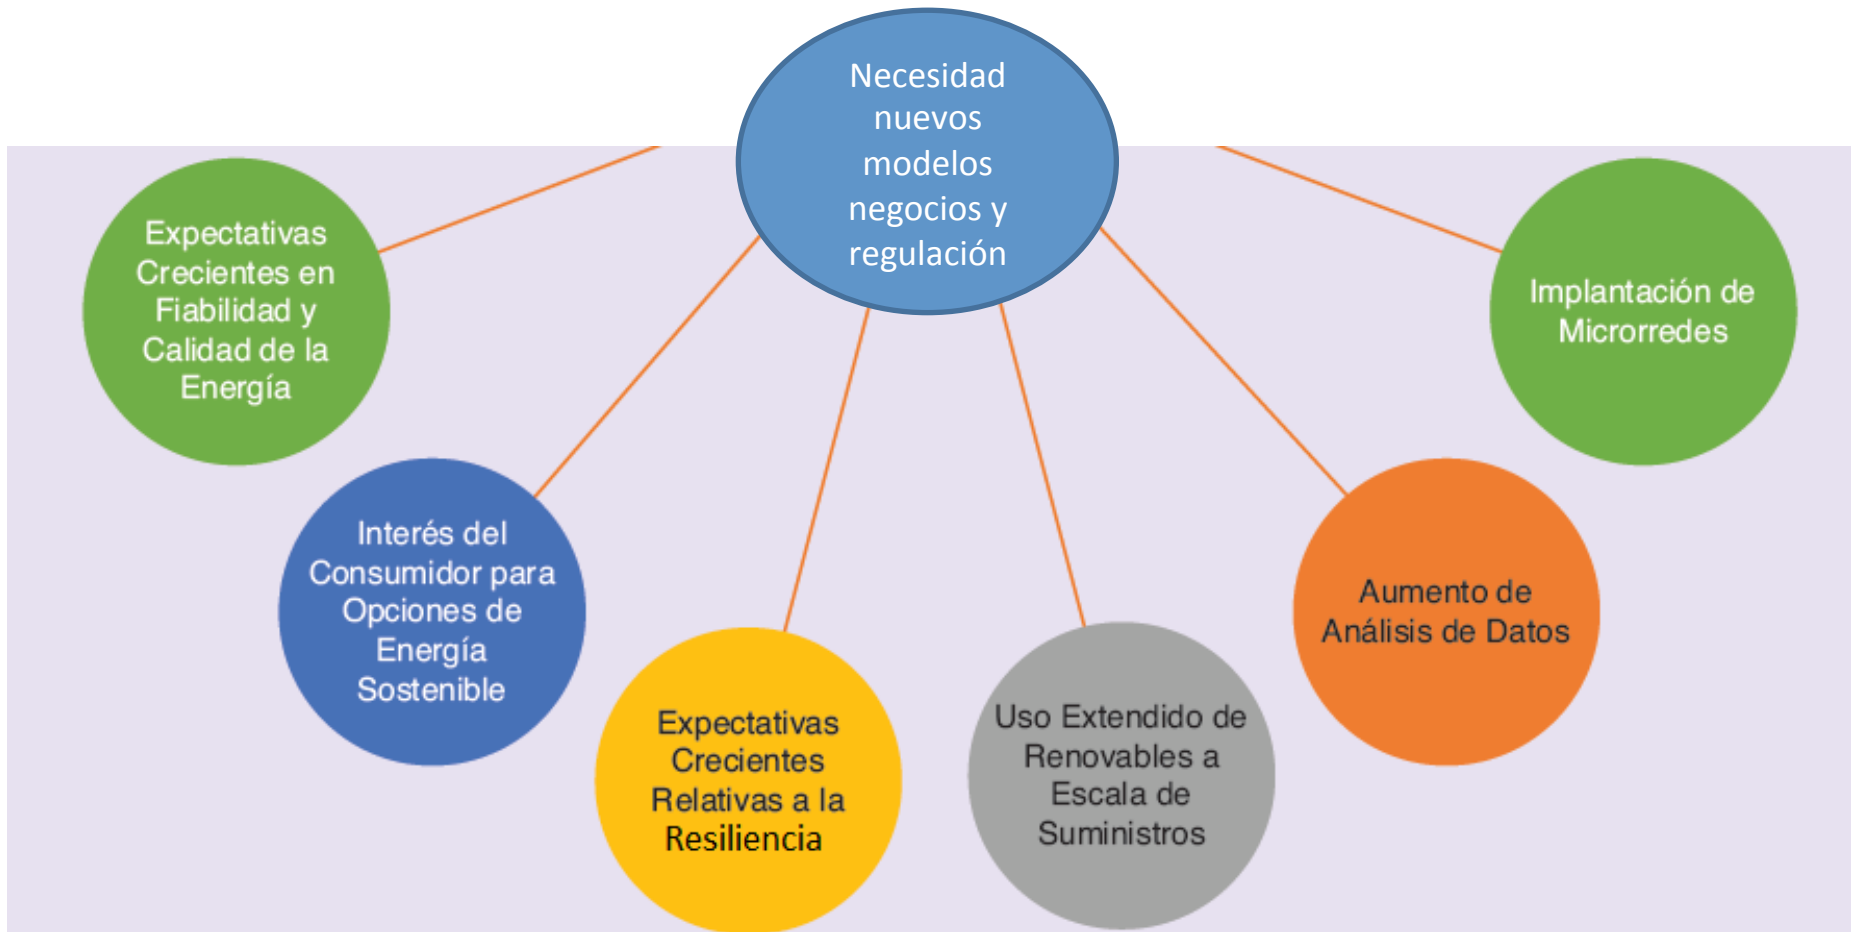 Necesidad
nuevos
modelos
negocios y
regulación
Expectativas
Crecientes en
Fiabilidad y
Calidad de la
Energía
Interés del
Consumidor para
Opciones de
Energía
Sostenible
Expectativas
Crecientes
Relativas a la
Resiliencia
Uso Extendido de
Renovables a
Escala de
Suministros
Aumento de
Análisis de Datos
Implantación de
Microrredes